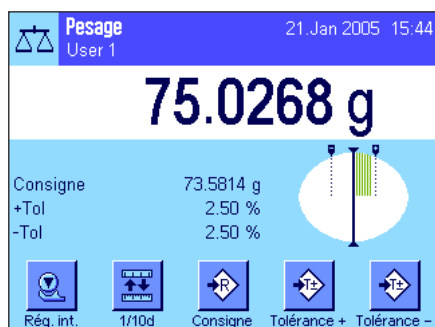 Pesage
User 1
21.Jan 2005 15:44
75.0268 g
Consigne 73.5814 g
+Tol 2.50 %
-Tol 2.50 %
R T± T±
Rég. int. 1/10d Consigne Tolérance + Tolérance −